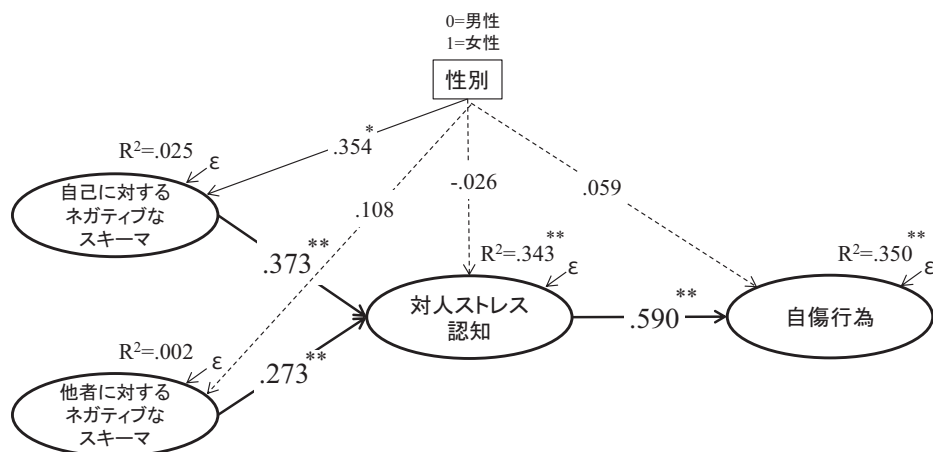 0=男性
1=女性
性別
.354*
R²=.025
ε
自己に対する
ネガティブな
スキーマ
.108
-.026
.059
.373**
R²=.343**
ε
対人ストレス
認知
.590**
R²=.350**
ε
自傷行為
R²=.002
ε
.273**
他者に対する
ネガティブな
スキーマ